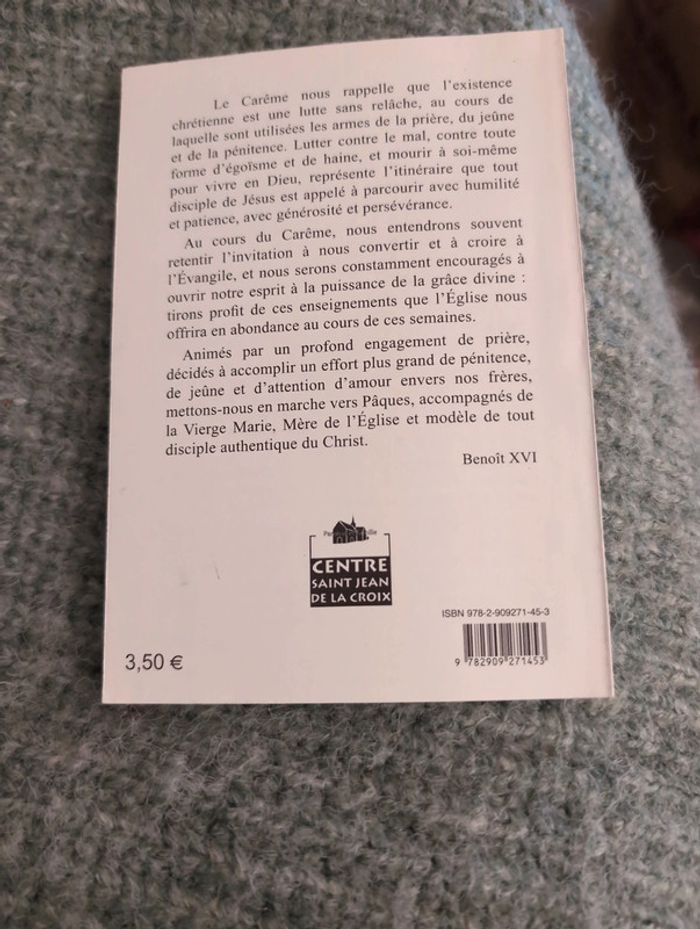 Le Carême nous rappelle que l'existence
chrétienne est une lutte sans relâche, au cours de
laquelle sont utilisées les armes de la prière, du jeûne
et de la pénitence. Lutter contre le mal, contre toute
forme d'égoïsme et de haine, et mourir à soi-même
pour vivre en Dieu, représente l'itinéraire que tout
disciple de Jésus est appelé à parcourir avec humilité
et patience, avec générosité et persévérance.
Au cours du Carême, nous entendrons souvent
retentir l'invitation à nous convertir et à croire à
l'Évangile, et nous serons constamment encouragés à
ouvrir notre esprit à la puissance de la grâce divine :
tirons profit de ces enseignements que l'Église nous
offrira en abondance au cours de ces semaines.
Animés par un profond engagement de prière,
décidés à accomplir un effort plus grand de pénitence,
de jeûne et d'attention d'amour envers nos frères,
mettons-nous en marche vers Pâques, accompagnés de
la Vierge Marie, Mère de l'Église et modèle de tout
disciple authentique du Christ.
Benoît XVI
CENTRE
SAINT JEAN
DE LA CROIX
ISBN 978-2-909271-45-3
3,50 €
9 782909 271453